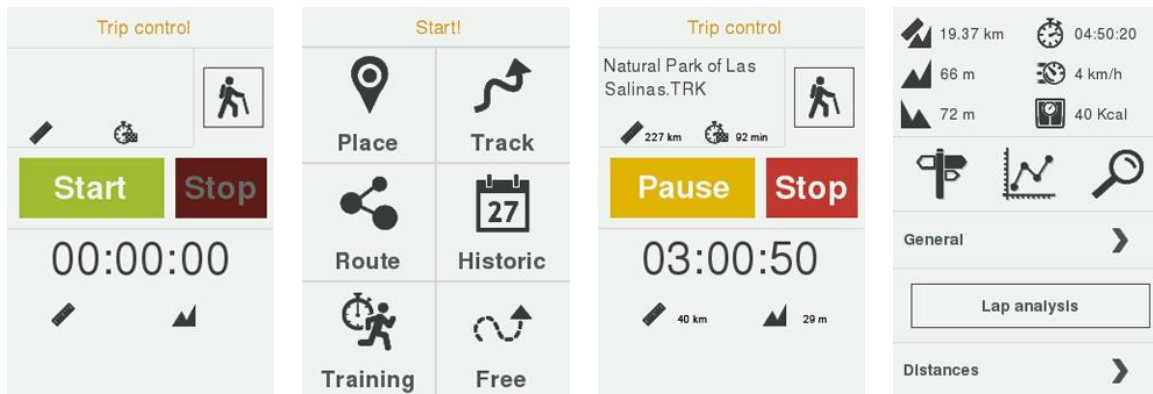 Trip control
Start
Stop
00:00:00
Start!
Place
Track
Route
27
Historic
Training
Free
Trip control
Natural Park of Las
Salinas.TRK
227 km
92 min
Pause
Stop
03:00:50
40 km
29 m
19.37 km
04:50:20
66 m
4 km/h
72 m
40 Kcal
General
Lap analysis
Distances